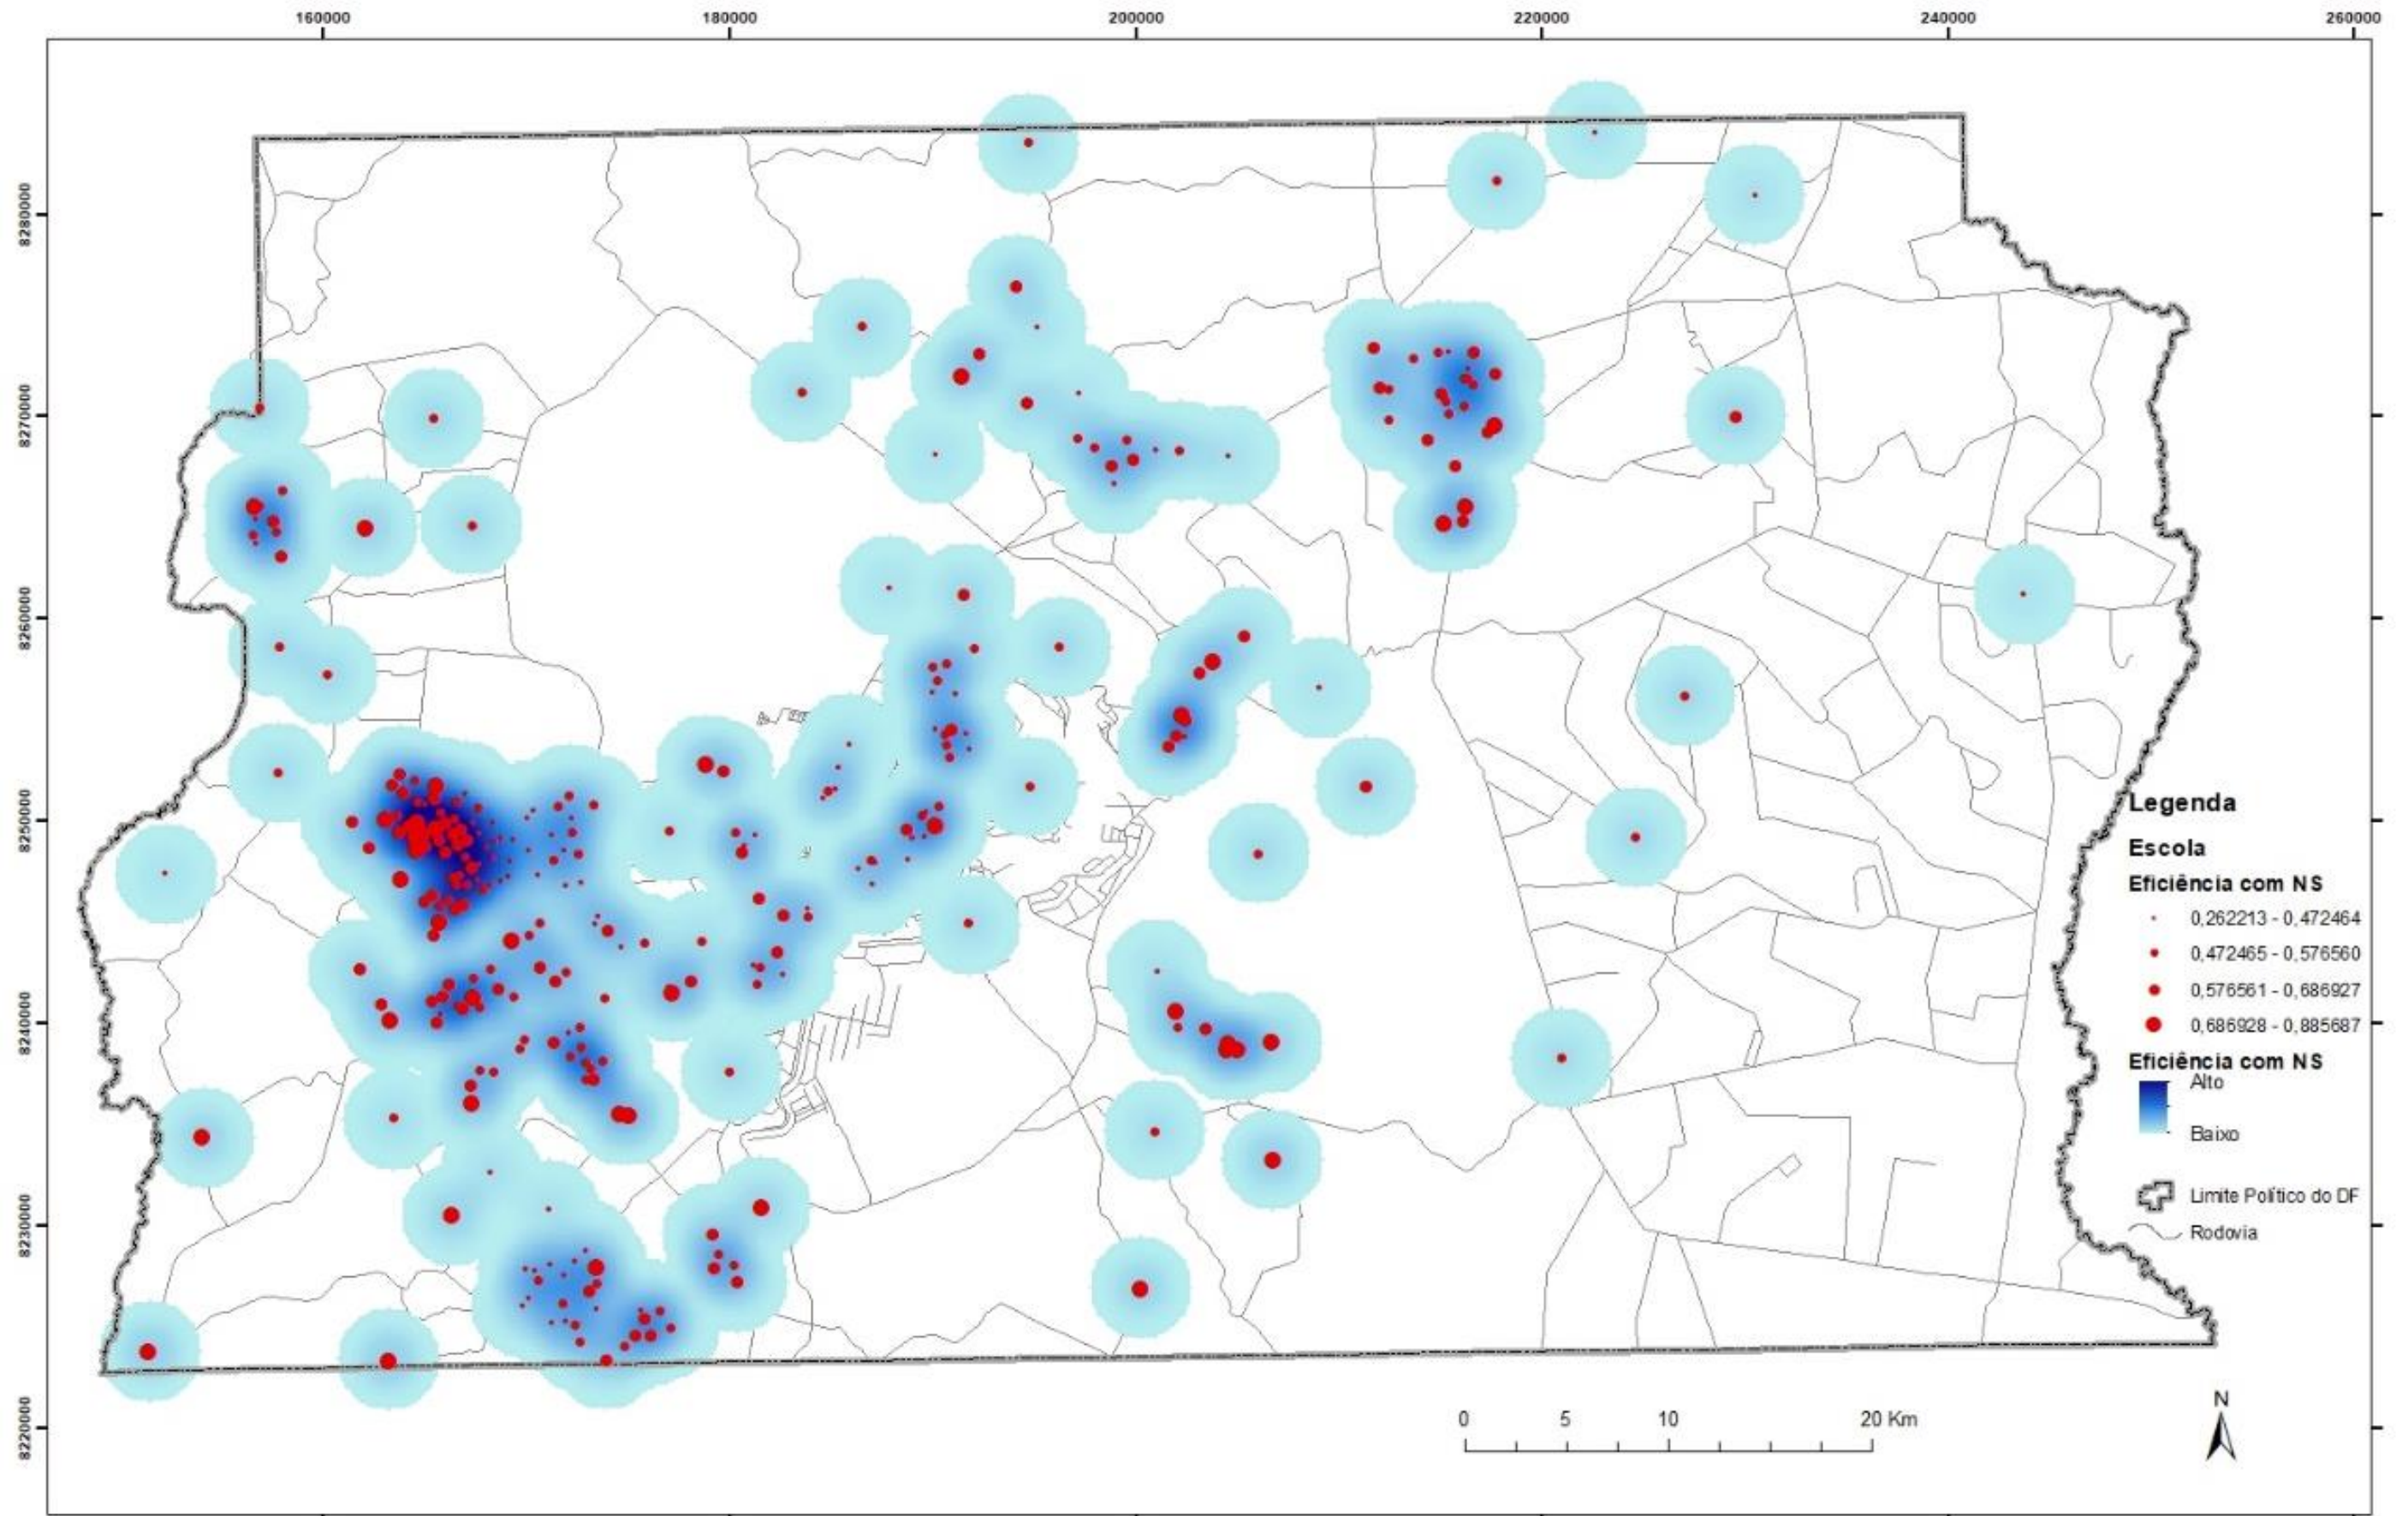 160000
180000
200000
220000
240000
260000
8280000
8270000
8260000
8250000
8240000
8230000
8220000
Legenda
Escola
Eficiência com NS
0,262213 - 0,472464
0,472465 - 0,576560
0,576561 - 0,686927
0,686928 - 0,885687
Eficiência com NS
Alto
Baixo
Limite Político do DF
Rodovia
N
0 5 10 20 Km